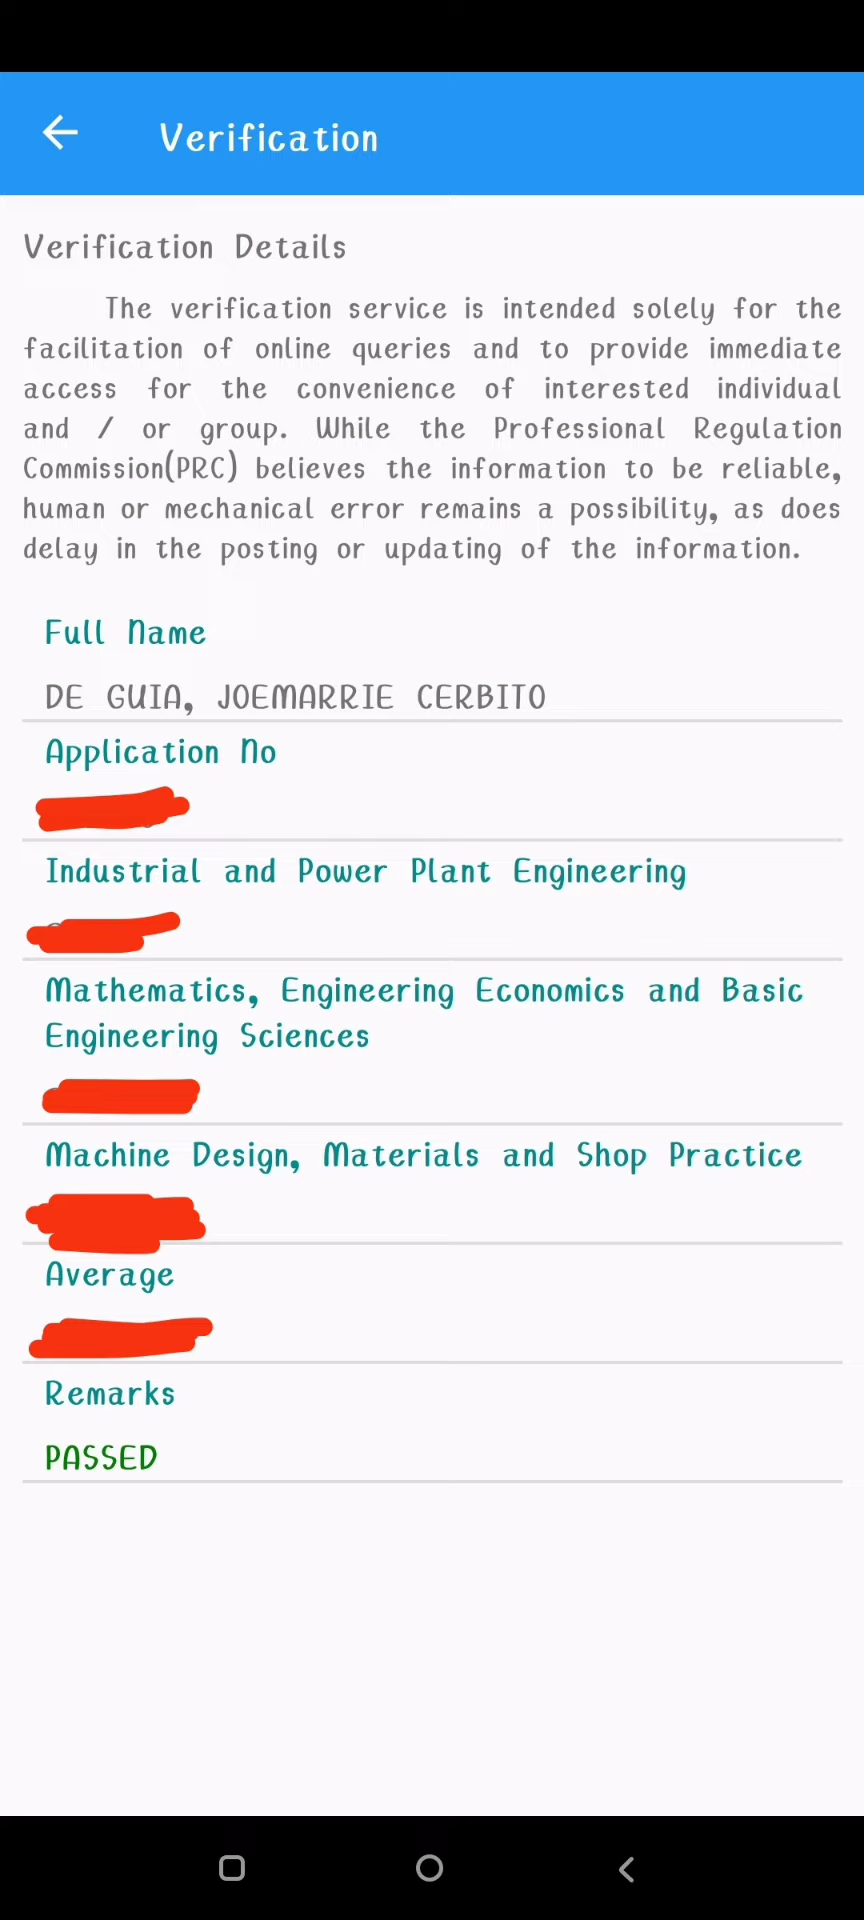 Verification
Verification Details
The verification service is intended solely for the
facilitation of online queries and to provide immediate
access for the convenience of interested individual
and / or group. While the Professional Regulation
Commission(PRC) believes the information to be reliable,
human or mechanical error remains a possibility, as does
delay in the posting or updating of the information.
Full Name
DE GUIA, JOEMARRIE CERBITO
Application No
Industrial and Power Plant Engineering
Mathematics, Engineering Economics and Basic
Engineering Sciences
Machine Design, Materials and Shop Practice
Average
Remarks
PASSED